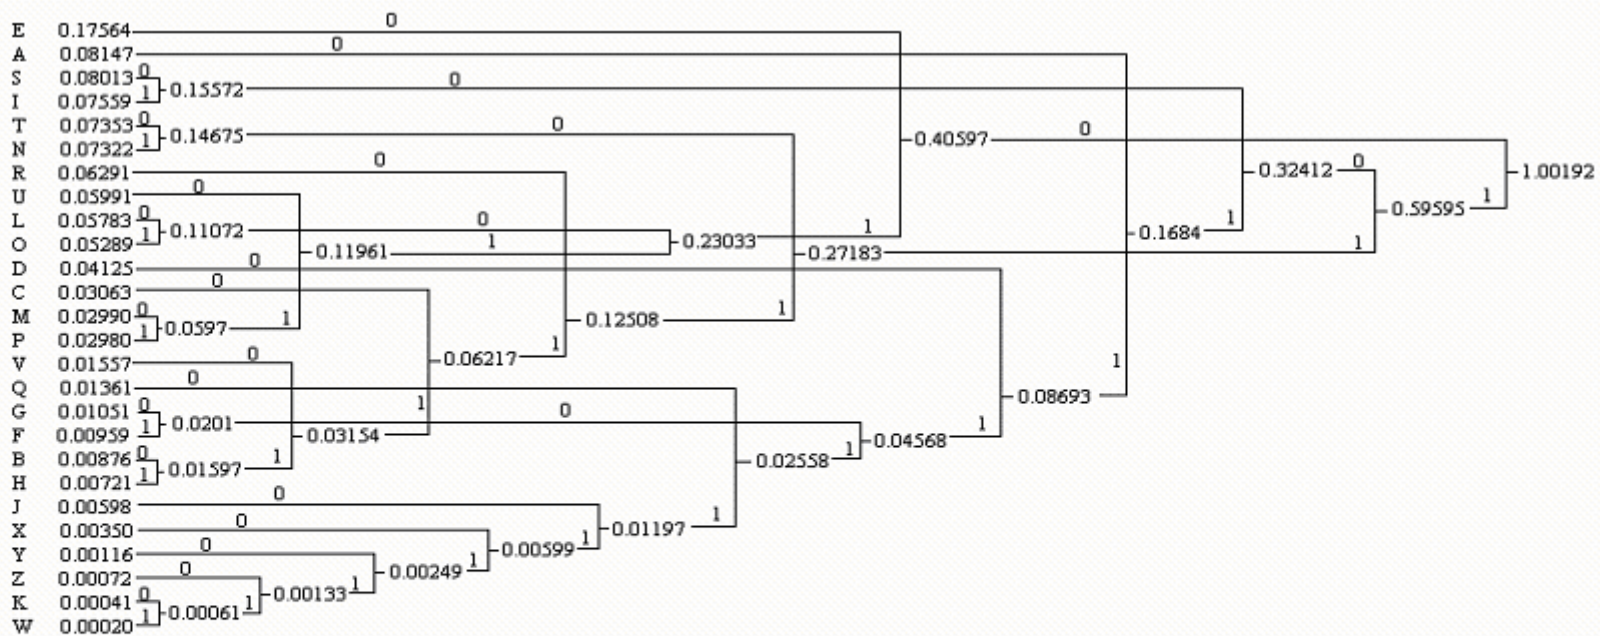 0
E 0.17564
0
A 0.08147
S 0.08013 0
0.15572 0
I 0.07559 1
T 0.07353 0
0.14675 0
N 0.07322 1
0.40597 0
0
R 0.06291
0.32412 0
1.00192
0
U 0.05991
1
0.59595
L 0.05783 0
0.11072 0
1
0.1684 1
O 0.05289 1
0.11961 1
0.23033
0.27183 1
0
D 0.04125
0
C 0.03063
M 0.02990 0
0.0597 1
0.12508 1
P 0.02980 1
0
V 0.01557
0.06217 1
1
0
Q 0.01361
0.08693
G 0.01051 0
0.0201 0
1
F 0.00959 1
0.03154
0.04568 1
B 0.00876 0
0.01597 1
0.02558 1
H 0.00721 1
0
J 0.00598
0
X 0.00350
0.01197 1
0
Y 0.00116
0.00599 1
0
Z 0.00072
0.00249 1
K 0.00041 0
0.00133 1
0.00061 1
W 0.00020 1